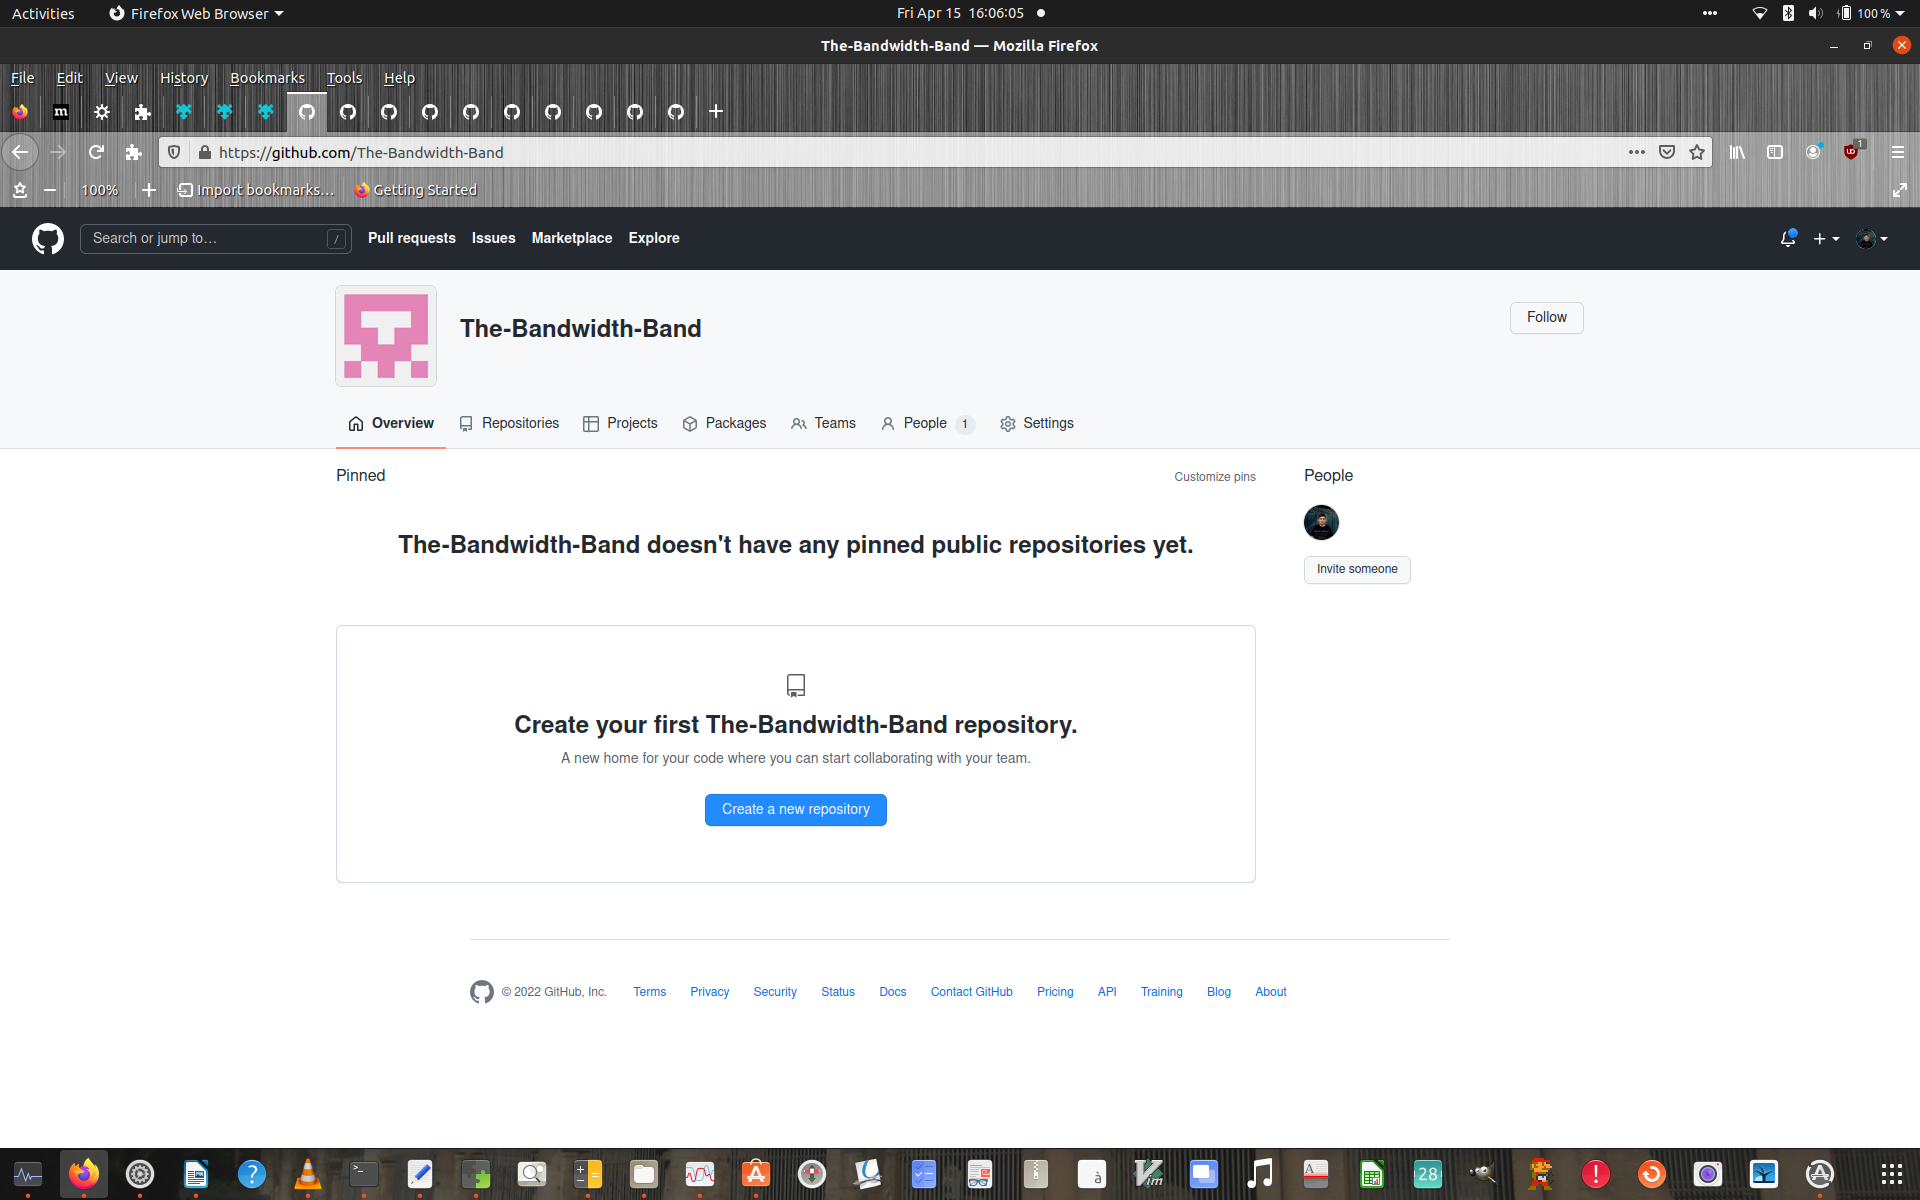 Activities Firefox Web Browser Fri Apr 15 16:06:05 100 %
The-Bandwidth-Band — Mozilla Firefox
File Edit View History Bookmarks Tools Help
m
https://github.com/The-Bandwidth-Band 1
100% Import bookmarks… Getting Started
Search or jump to… / Pull requests Issues Marketplace Explore
The-Bandwidth-Band
Follow
Overview Repositories Projects Packages Teams People 1 Settings
Pinned Customize pins People
The-Bandwidth-Band doesn't have any pinned public repositories yet.
Invite someone
Create your first The-Bandwidth-Band repository.
A new home for your code where you can start collaborating with your team.
Create a new repository
© 2022 GitHub, Inc. Terms Privacy Security Status Docs Contact GitHub Pricing API Training Blog About
? >_ à Vim A 28 !